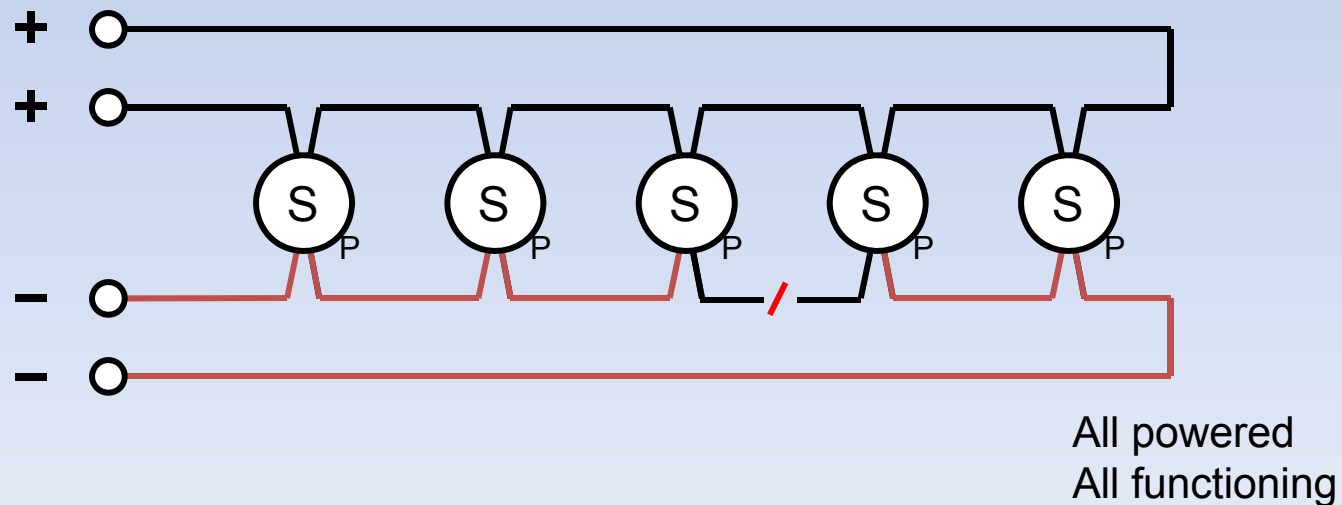 +
+
S S S S S
P P P P P
−
−
All powered
All functioning